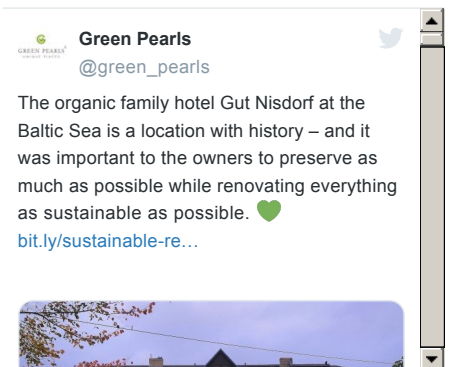 Green Pearls
GREEN PEARLS
@green_pearls
The organic family hotel Gut Nisdorf at the
Baltic Sea is a location with history – and it
was important to the owners to preserve as
much as possible while renovating everything
as sustainable as possible. 💚
bit.ly/sustainable-re…